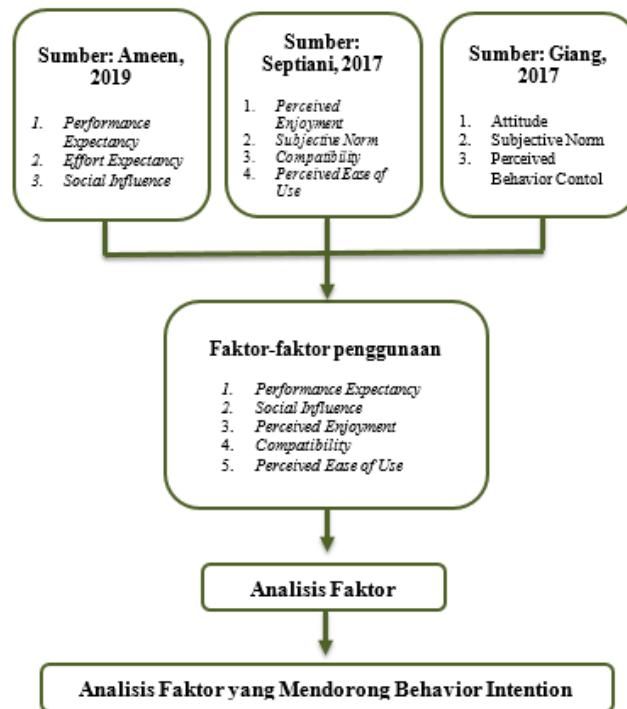 Sumber: Ameen,
2019
1. Performance
Expectancy
2. Effort Expectancy
3. Social Influence
Sumber:
Septiani, 2017
1. Perceived
Enjoyment
2. Subjective Norm
3. Compatibility
4. Perceived Ease of
Use
Sumber: Giang,
2017
1. Attitude
2. Subjective Norm
3. Perceived
Behavior Contol
Faktor-faktor penggunaan
1. Performance Expectancy
2. Social Influence
3. Perceived Enjoyment
4. Compatibility
5. Perceived Ease of Use
Analisis Faktor
Analisis Faktor yang Mendorong Behavior Intention